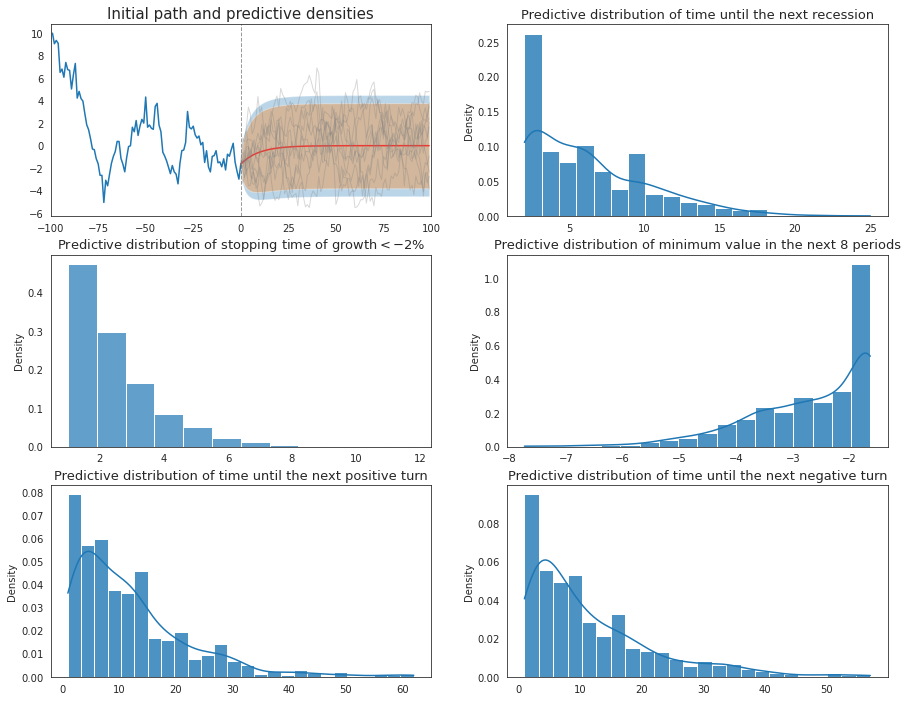 Initial path and predictive densities
10
8
6
4
2
0
−2
−4
−6
−100 −75 −50 −25 0 25 50 75 100
Predictive distribution of time until the next recession
Density
0.25
0.20
0.15
0.10
0.05
0.00
5 10 15 20 25
Predictive distribution of stopping time of growth < −2%
Density
0.4
0.3
0.2
0.1
0.0
2 4 6 8 10 12
Predictive distribution of minimum value in the next 8 periods
Density
1.0
0.8
0.6
0.4
0.2
0.0
−8 −7 −6 −5 −4 −3 −2
Predictive distribution of time until the next positive turn
Density
0.08
0.07
0.06
0.05
0.04
0.03
0.02
0.01
0.00
0 10 20 30 40 50 60
Predictive distribution of time until the next negative turn
Density
0.08
0.06
0.04
0.02
0.00
0 10 20 30 40 50